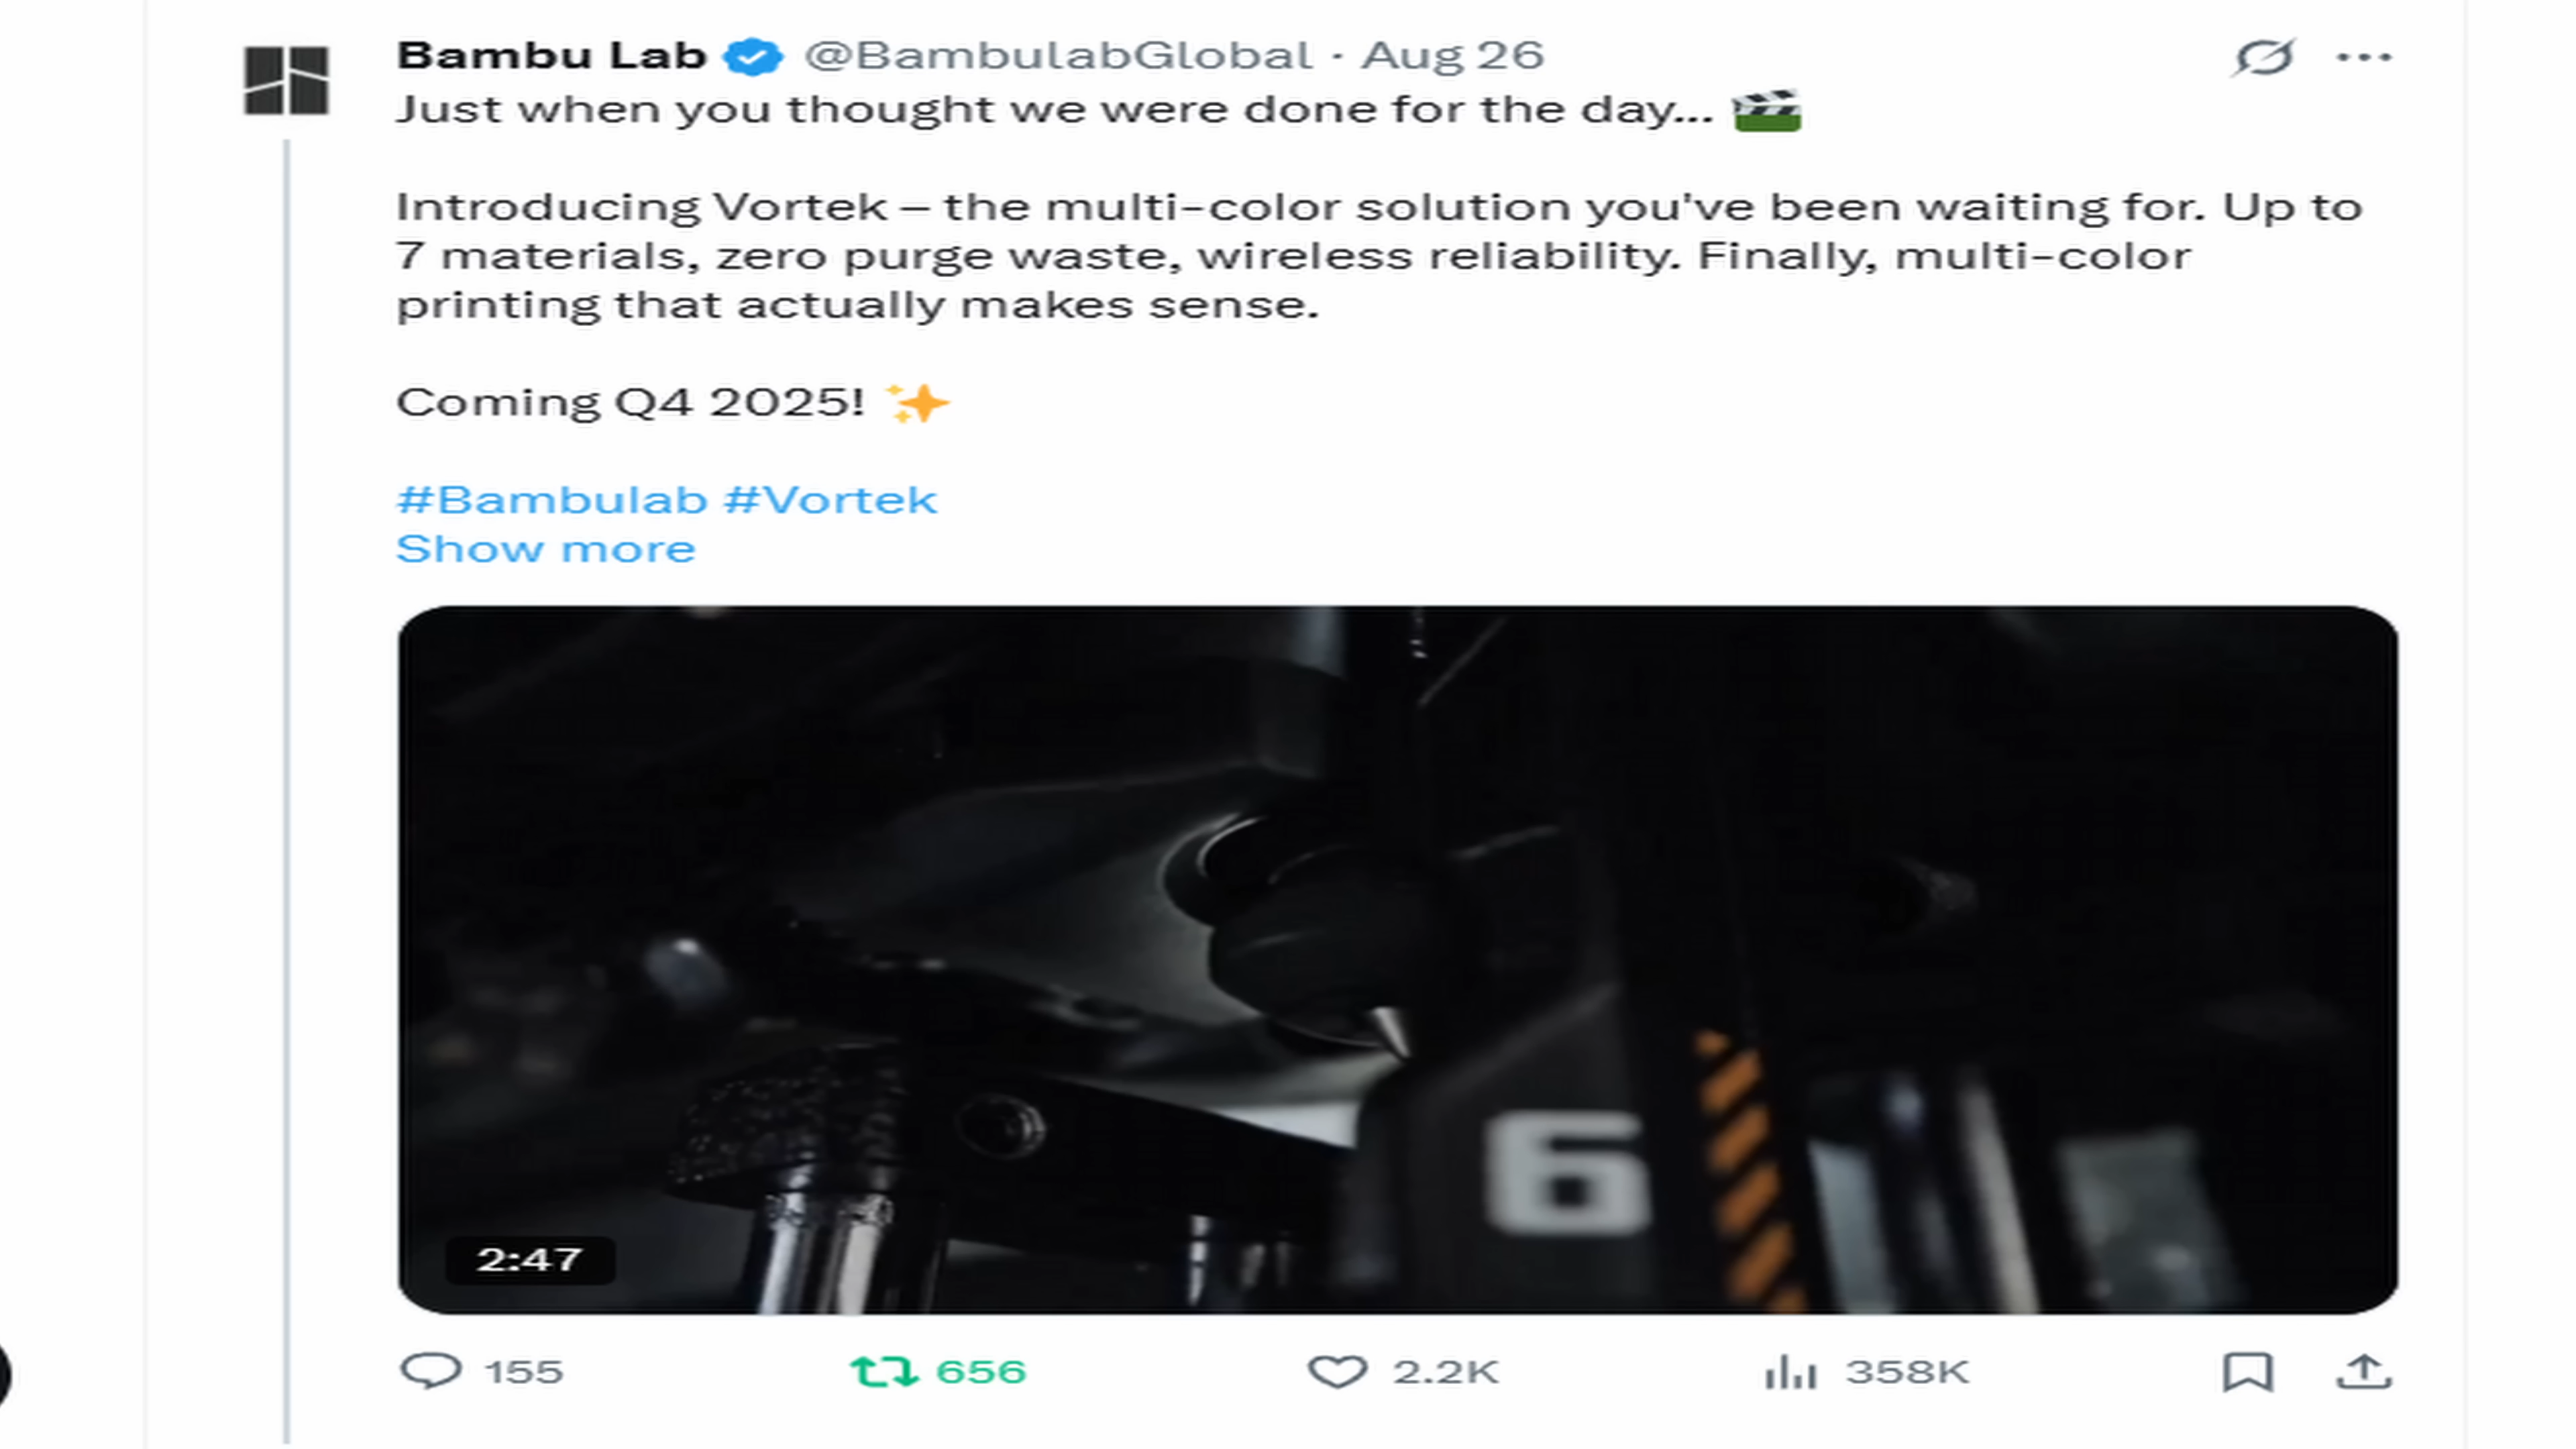 Bambu Lab @BambulabGlobal · Aug 26
Just when you thought we were done for the day... 🎬
Introducing Vortek – the multi-color solution you've been waiting for. Up to
7 materials, zero purge waste, wireless reliability. Finally, multi-color
printing that actually makes sense.
Coming Q4 2025! ✨
#Bambulab #Vortek
Show more
6
2:47
155 656 2.2K 358K